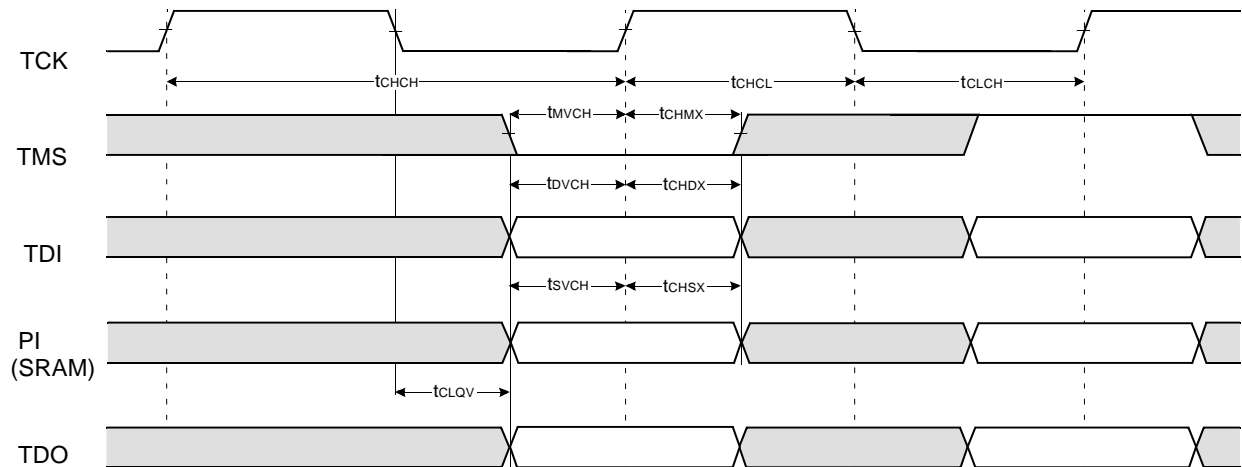 TCK
tCHCH
tCHCL
tCLCH
tMVCH
tCHMX
TMS
tDVCH
tCHDX
TDI
tSVCH
tCHSX
PI
(SRAM)
tCLQV
TDO